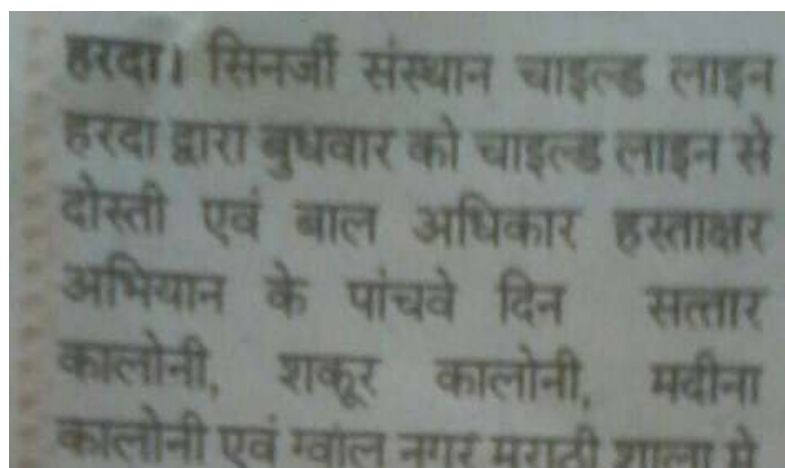 हरदा। सिनर्जी संस्थान चाइल्ड लाइन
हरदा द्वारा बुधवार को चाइल्ड लाइन से
दोस्ती एवं बाल अधिकार हस्ताक्षर
अभियान के पांचवे दिन सत्तार
कालोनी, शकूर कालोनी, मदीना
कालोनी एवं ग्वाल नगर मराठी शाला मे